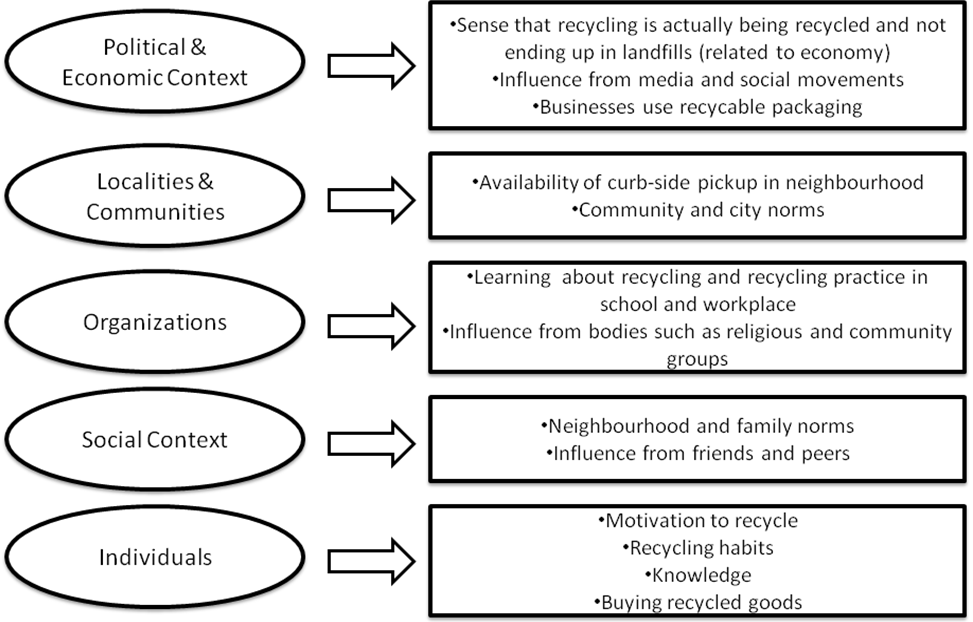 Political &
Economic Context
•Sense that recycling is actually being recycled and not
ending up in landfills (related to economy)
•Influence from media and social movements
•Businesses use recycable packaging
Localities &
Communities
•Availability of curb-side pickup in neighbourhood
•Community and city norms
Organizations
•Learning about recycling and recycling practice in
school and workplace
•Influence from bodies such as religious and community
groups
Social Context
•Neighbourhood and family norms
•Influence from friends and peers
Individuals
•Motivation to recycle
•Recycling habits
•Knowledge
•Buying recycled goods